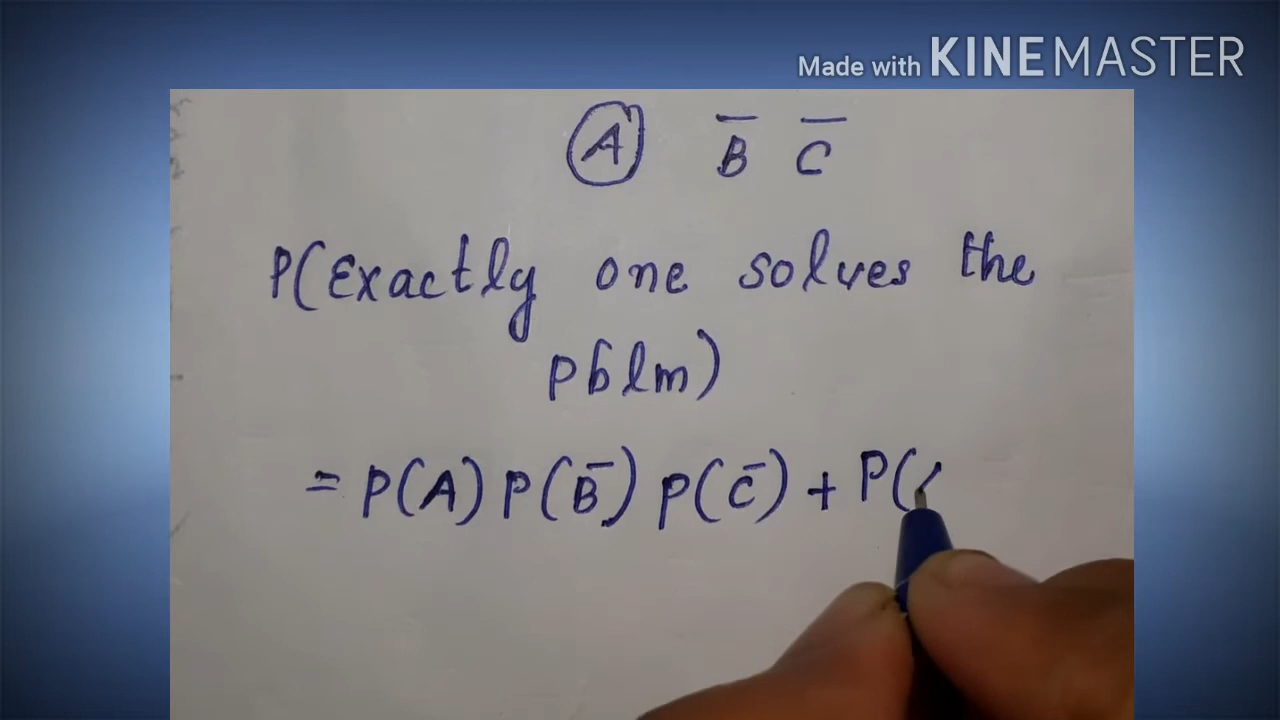 Made with KINEMASTER
A B̅ C̅
P(Exactly one solves the
pblm)
= P(A) P(B̅) P(C̅) + P(